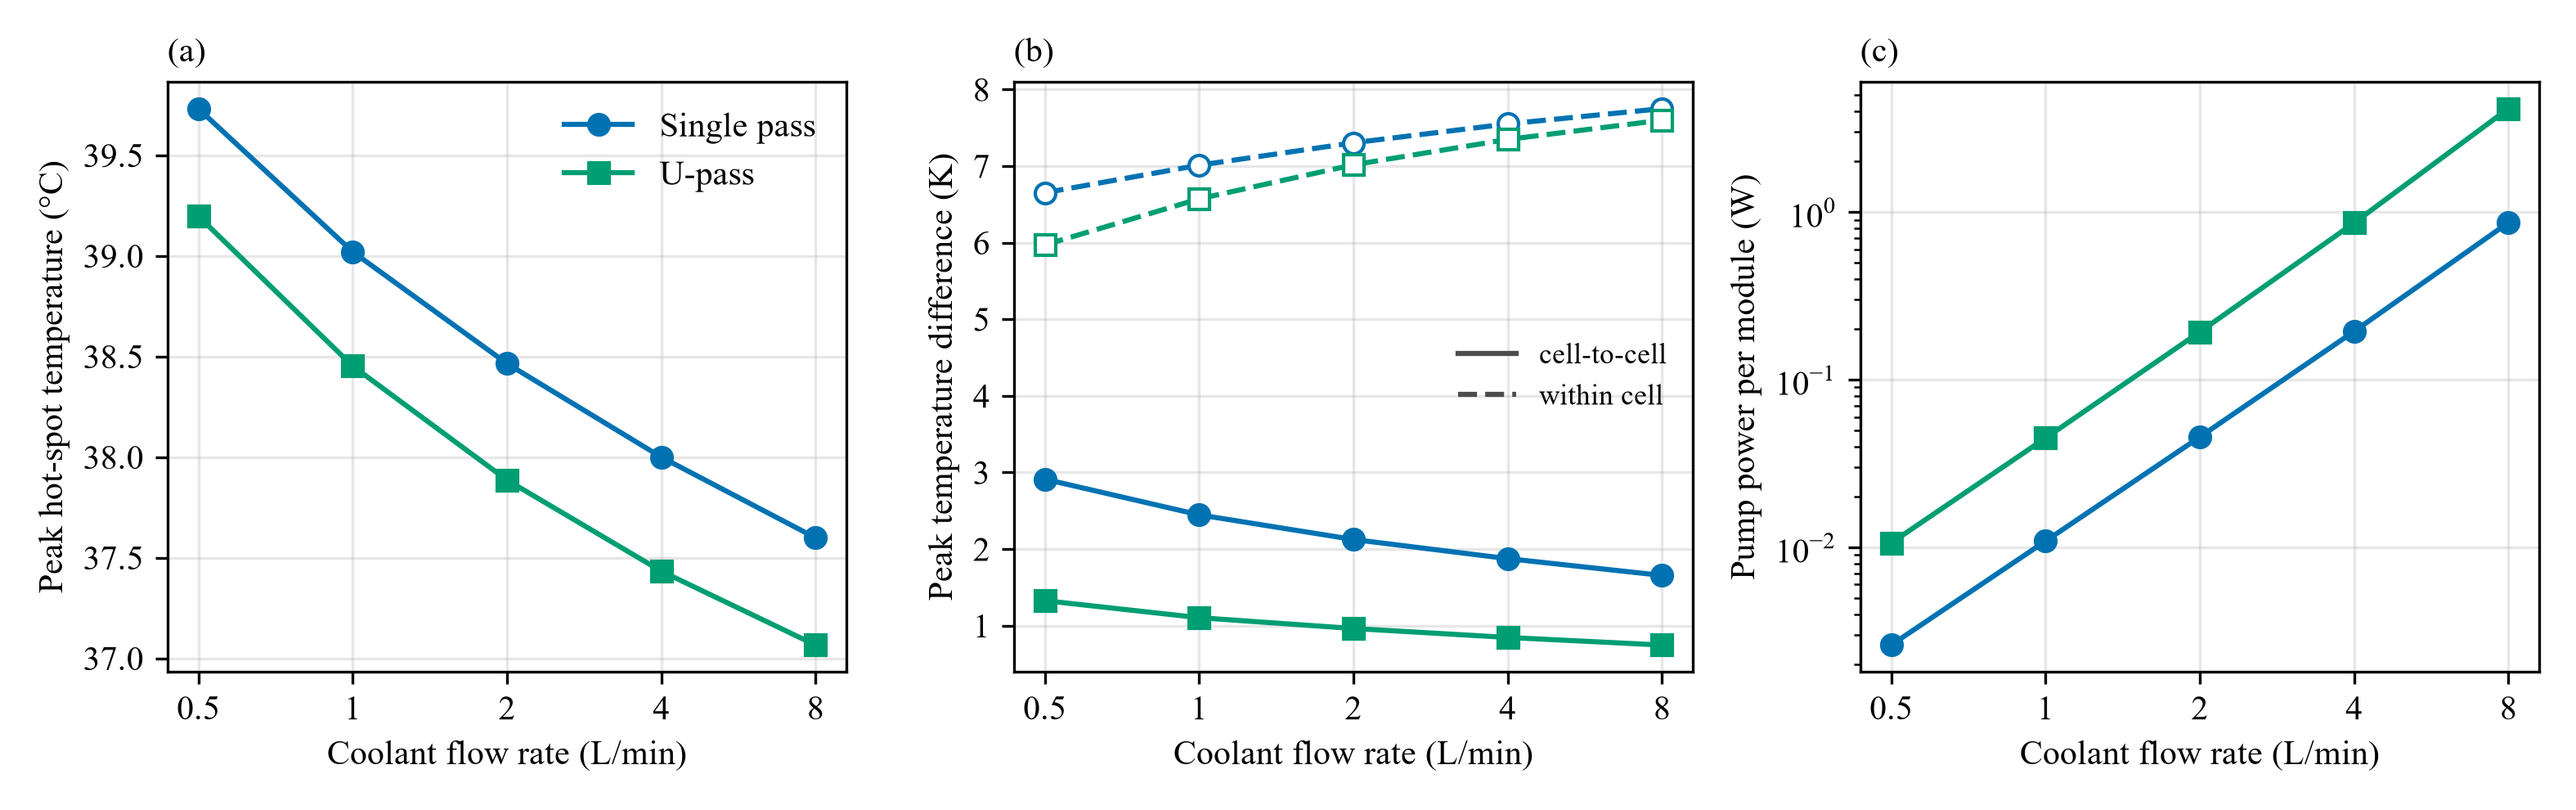 (a)
Peak hot-spot temperature (°C)
39.5
39.0
38.5
38.0
37.5
37.0
Single pass
U-pass
0.5 1 2 4 8
Coolant flow rate (L/min)
(b)
Peak temperature difference (K)
8
7
6
5
4
3
2
1
cell-to-cell
within cell
0.5 1 2 4 8
Coolant flow rate (L/min)
(c)
Pump power per module (W)
10⁰
10⁻¹
10⁻²
0.5 1 2 4 8
Coolant flow rate (L/min)